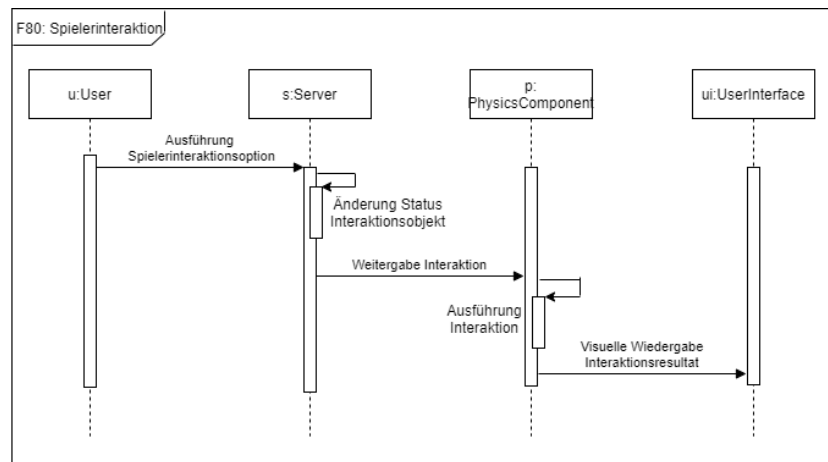 F80: Spielerinteraktion
u:User
s:Server
p:
PhysicsComponent
ui:UserInterface
Ausführung
Spielerinteraktionsoption
Änderung Status
Interaktionsobjekt
Weitergabe Interaktion
Ausführung
Interaktion
Visuelle Wiedergabe
Interaktionsresultat